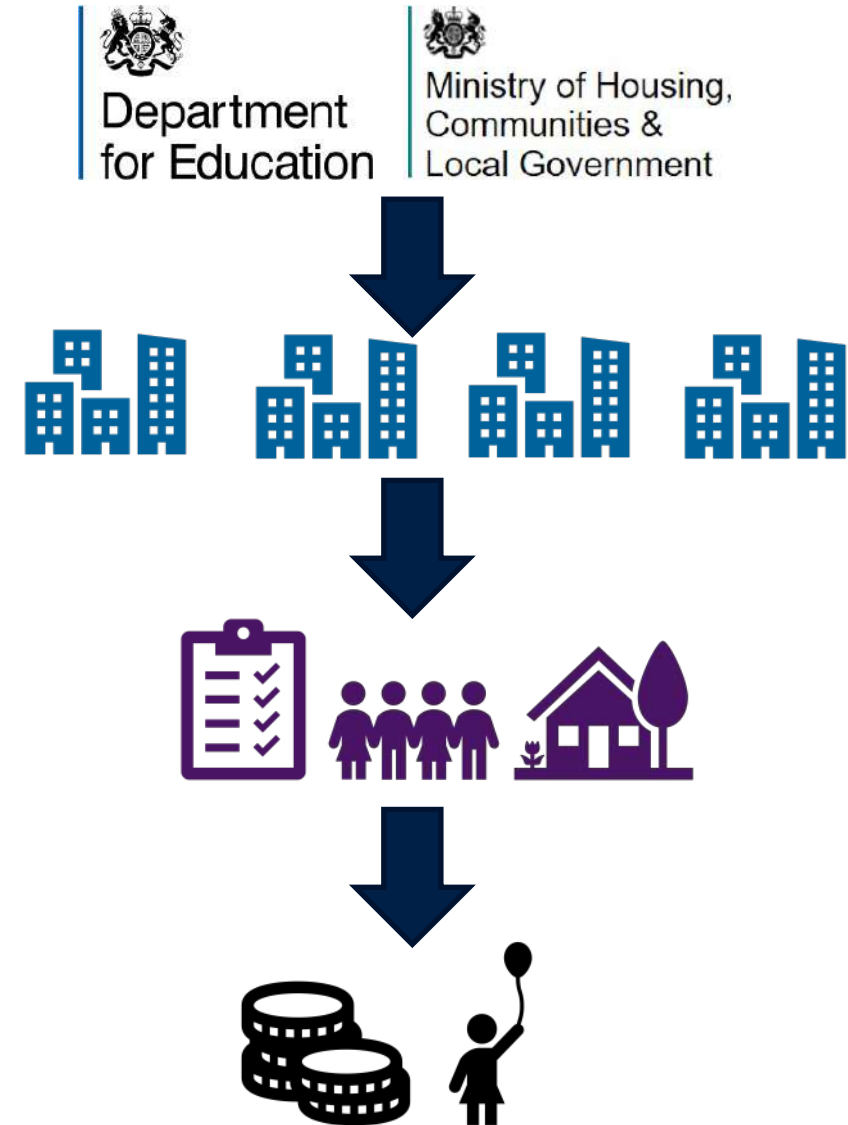 Department
for Education
Ministry of Housing,
Communities &
Local Government